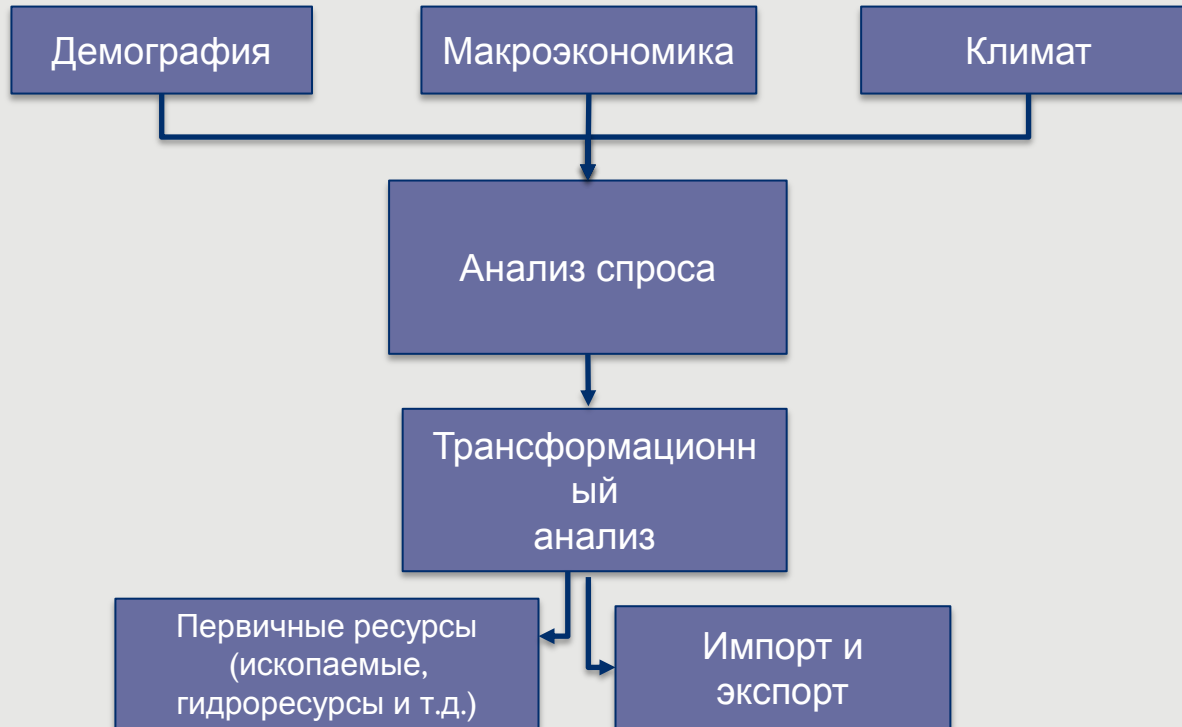 Демография
Макроэкономика
Климат
Анализ спроса
Трансформационн
ый
анализ
Первичные ресурсы
(ископаемые,
гидроресурсы и т.д.)
Импорт и
экспорт